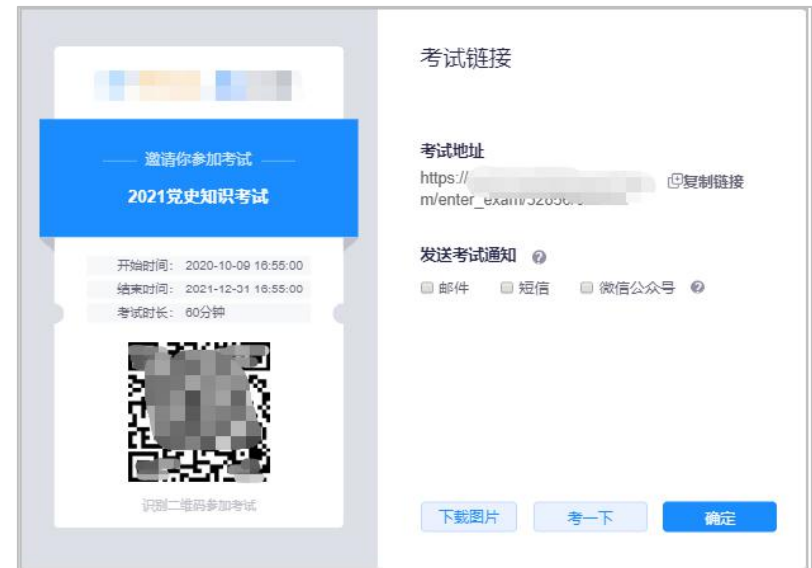 邀请你参加考试
2021党史知识考试
开始时间： 2020-10-09 16:55:00
结束时间： 2021-12-31 16:55:00
考试时长： 60分钟
识别二维码参加考试
考试链接
考试地址
https://
复制链接
m/enter_exam/32856/
发送考试通知
邮件 短信 微信公众号
下载图片 考一下 确定